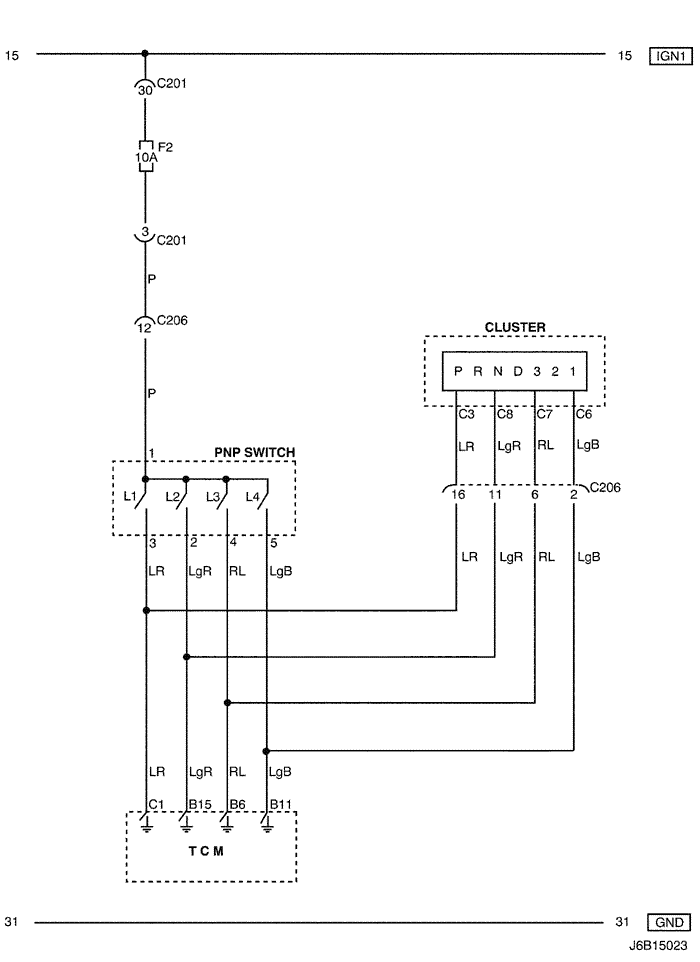 15 15 IGN1
C201
30
F2
10A
3
C201
P
C206
12
CLUSTER
P R N D 3 2 1
P
C3 C8 C7 C6
LR LgR RL LgB
1
PNP SWITCH
C206
16 11 6 2
L1 L2 L3 L4
3 2 4 5
LR LgR RL LgB
LR LgR RL LgB
LR LgR RL LgB
C1 B15 B6 B11
T C M
31 31 GND
J6B15023